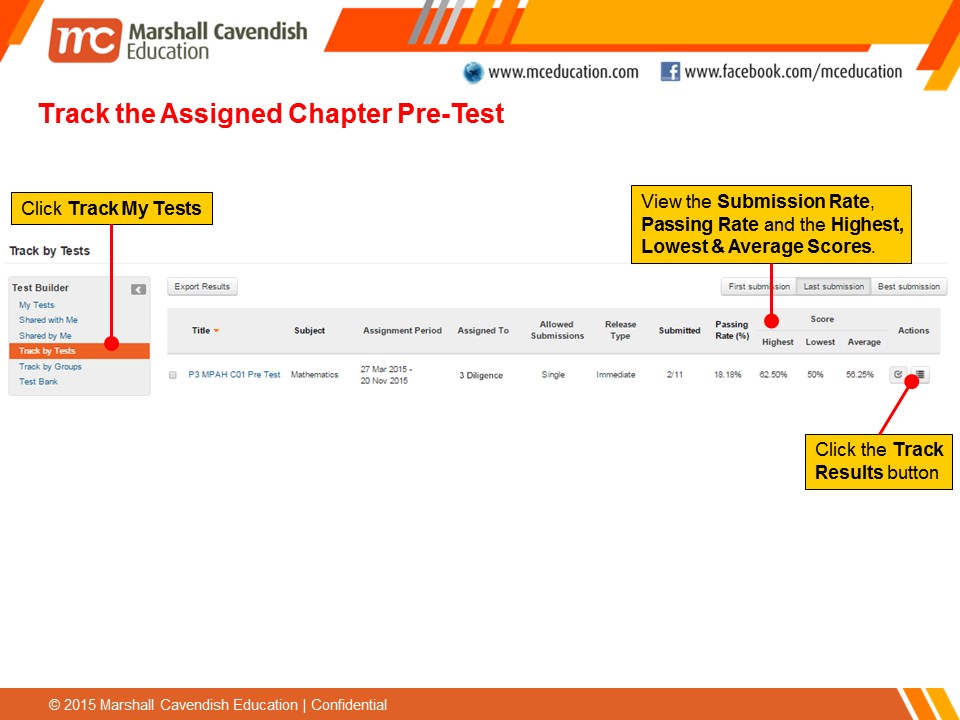 mc Marshall Cavendish
Education
www.mceducation.com
www.facebook.com/mceducation
Track the Assigned Chapter Pre-Test
Click Track My Tests
View the Submission Rate,
Passing Rate and the Highest,
Lowest & Average Scores.
Track by Tests
Test Builder
My Tests
Shared with Me
Shared by Me
Track by Tests
Track by Groups
Test Bank
Export Results
First submission Last submission Best submission
Title Subject Assignment Period Assigned To Allowed Submissions Release Type Submitted Passing Rate (%) Score Highest Lowest Average Actions
P3 MPAH C01 Pre Test Mathematics 27 Mar 2015 - 20 Nov 2015 3 Diligence Single Immediate 2/11 18.18% 62.50% 50% 56.25%
Click the Track
Results button
© 2015 Marshall Cavendish Education | Confidential